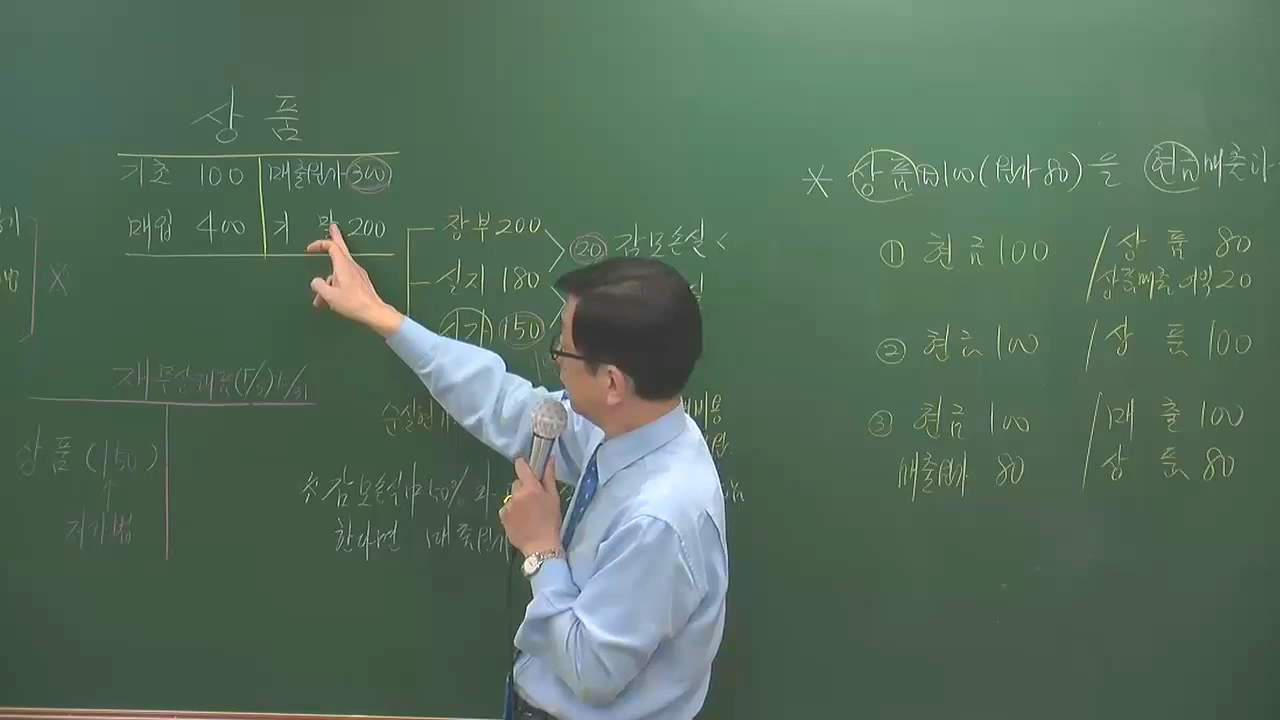 상 품
기초 100 매출원가 300
매입 400 기 말 200
장부 200
실지 180
시가 150
20 감모손실 <
재무상태표
상품 (150)
↑
저가법
순실현가
※ 감모손실 中 50%
한다면 매출원가
※ 상품 @100(원가 80)을 현금매출하
① 현금 100 / 상 품 80
상품매출이익 20
② 현금 100 / 상 품 100
③ 현금 100 / 매 출 100
매출원가 80 / 상 품 80